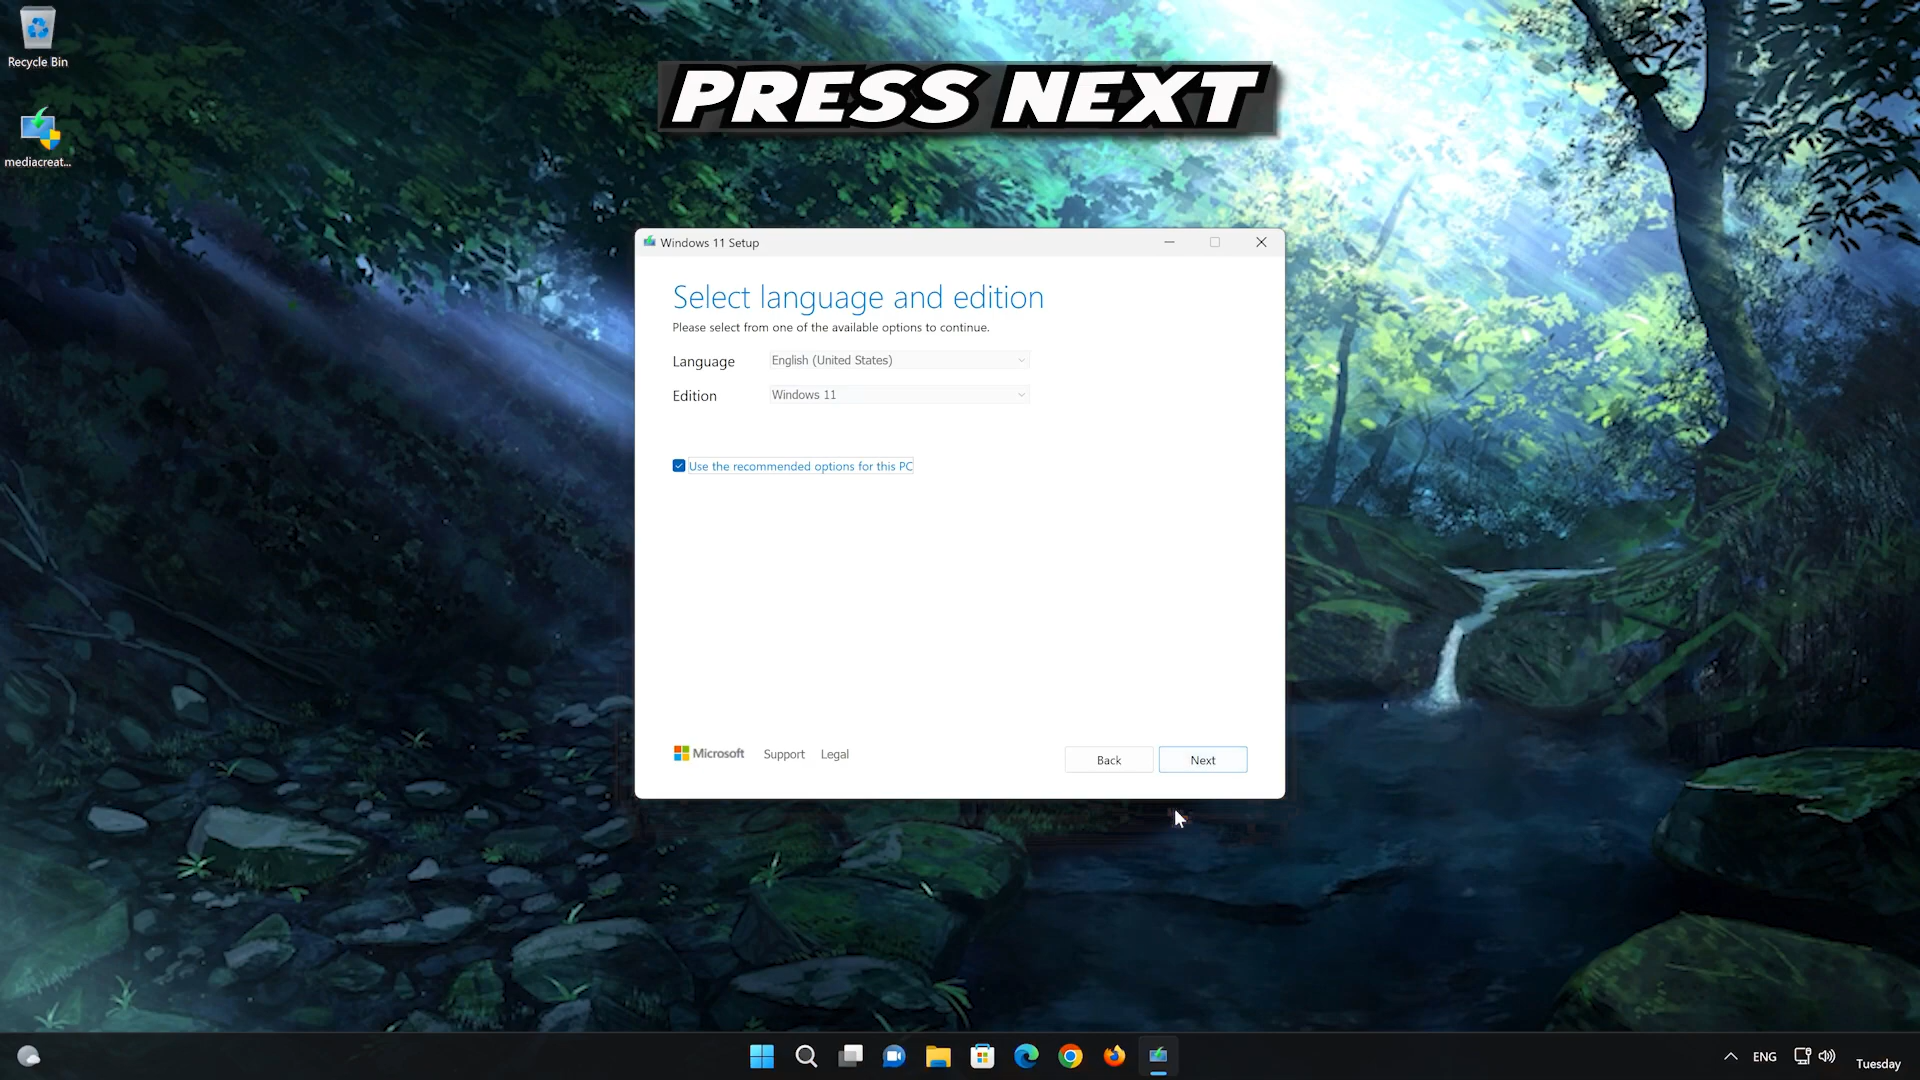 Recycle Bin
PRESS NEXT
mediacreat...
Windows 11 Setup
Select language and edition
Please select from one of the available options to continue.
Language English (United States)
Edition Windows 11
Use the recommended options for this PC
Microsoft Support Legal
Back Next
ENG
Tuesday